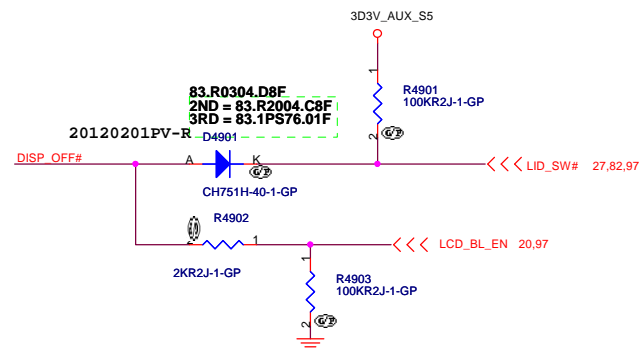 3D3V_AUX_S5
83.R0304.D8F
2ND = 83.R2004.C8F
3RD = 83.1PS76.01F
1
R4901
100KR2J-1-GP
2
G/P
20120201PV-R
D4901
DISP_OFF#
A
K
G/P
LID_SW# 27,82,97
CH751H-40-1-GP
R4902
2
1
LCD_BL_EN 20,97
2KR2J-1-GP
1
R4903
100KR2J-1-GP
2
G/P